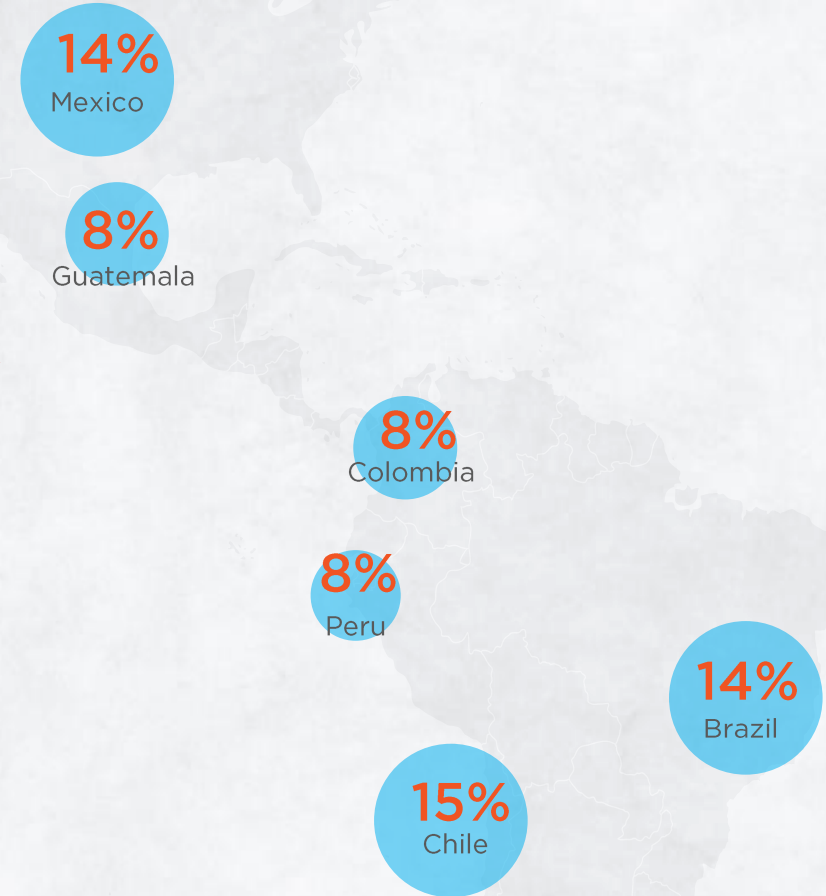 14%
Mexico
8%
Guatemala
8%
Colombia
8%
Peru
14%
Brazil
15%
Chile